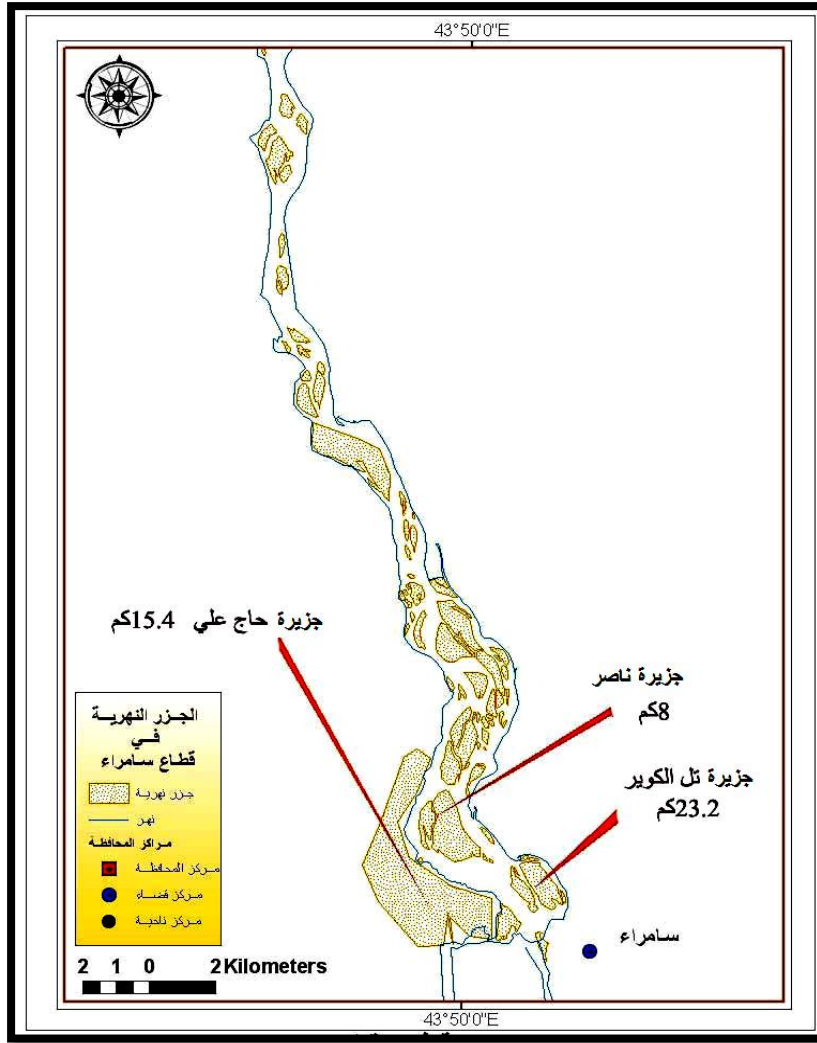 43°50'0"E
جزيرة حاج علي 15.4كم
جزيرة ناصر
8كم
جزيرة تل الكوير
23.2كم
سامراء
الجزر النهرية
في
قطاع سامراء
جزر نهرية
نهر
مراكز المحافظة
مركز المحافظة
مركز قضاء
مركز ناحية
2 1 0 2 Kilometers
43°50'0"E